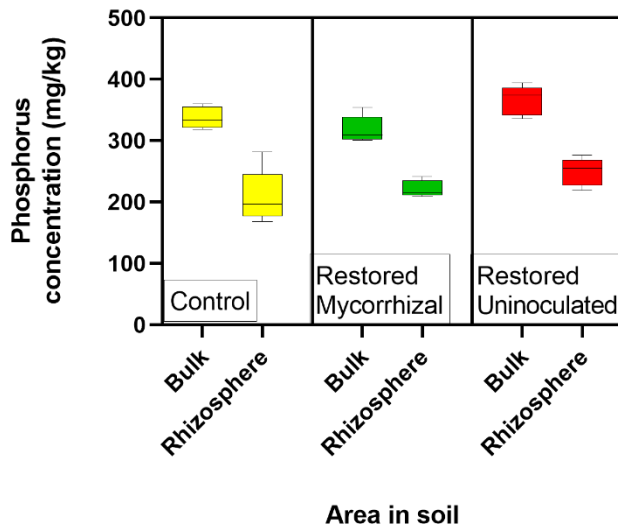 Phosphorus
concentration (mg/kg)
500
400
300
200
100
0
Control
Restored
Mycorrhizal
Restored
Uninoculated
Bulk
Rhizosphere
Bulk
Rhizosphere
Bulk
Rhizosphere
Area in soil